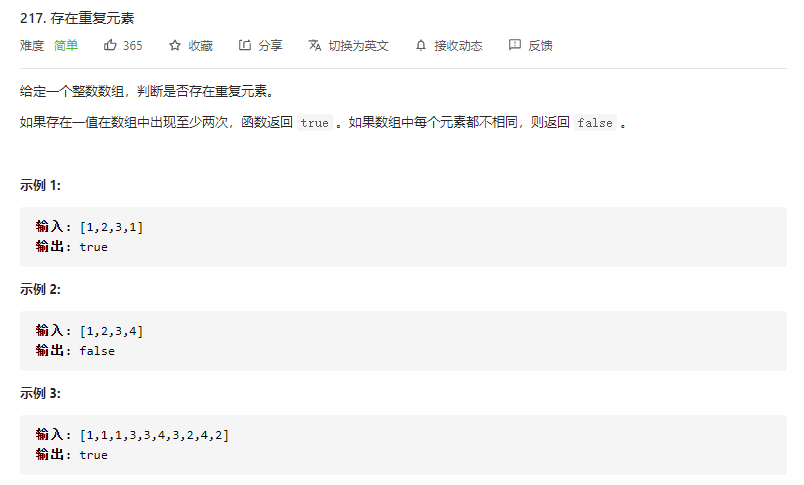 217. 存在重复元素
难度 简单 365 收藏 分享 切换为英文 接收动态 反馈
给定一个整数数组，判断是否存在重复元素。
如果存在一值在数组中出现至少两次，函数返回 true 。如果数组中每个元素都不相同，则返回 false 。
示例 1:
输入: [1,2,3,1]
输出: true
示例 2:
输入: [1,2,3,4]
输出: false
示例 3:
输入: [1,1,1,3,3,4,3,2,4,2]
输出: true